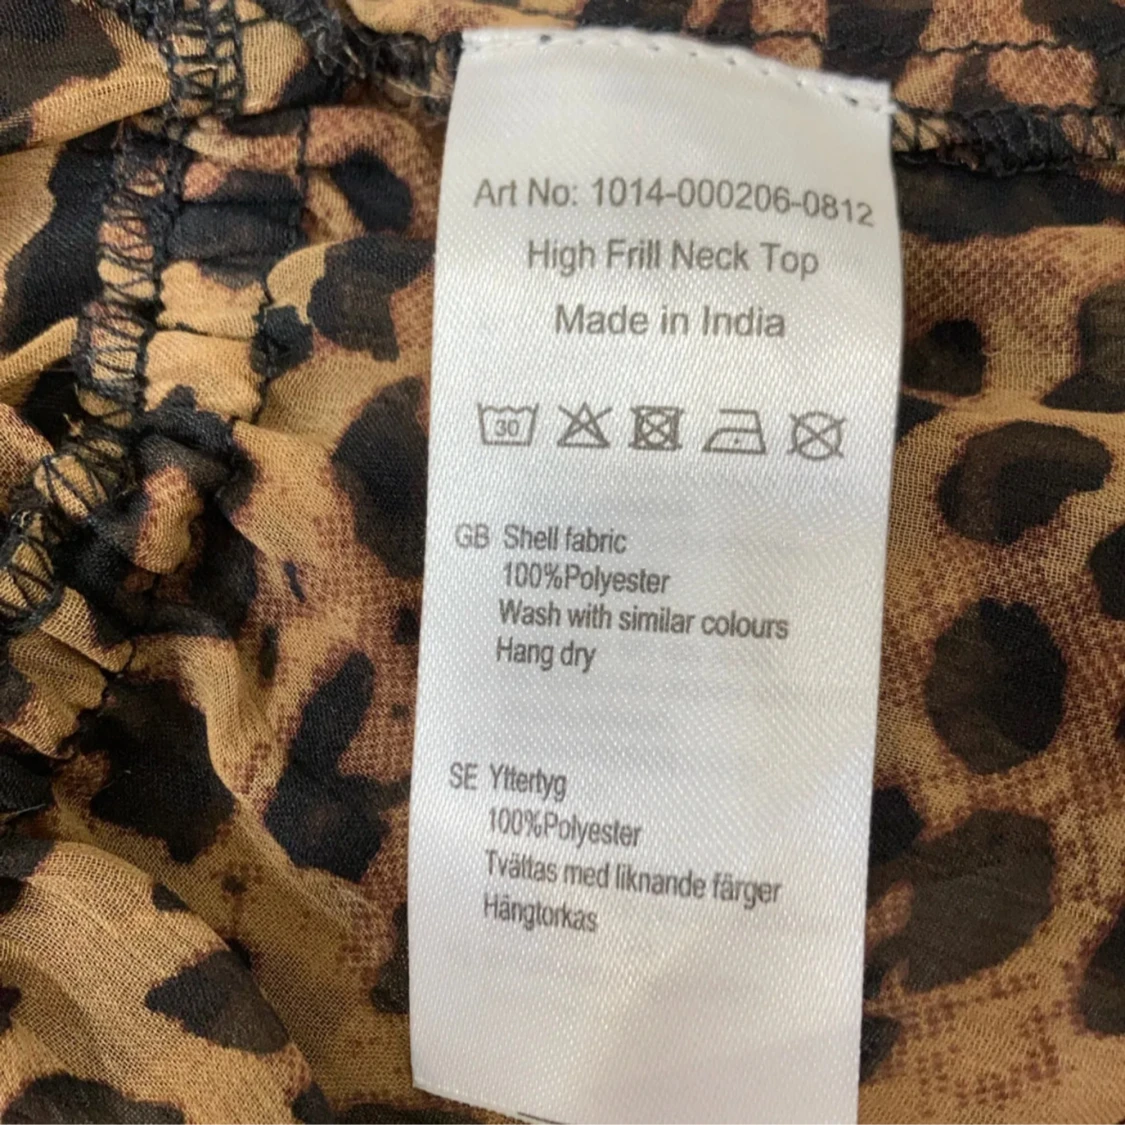 Art No: 1014-000206-0812
High Frill Neck Top
Made in India
30
GB Shell fabric
100%Polyester
Wash with similar colours
Hang dry
SE Yttertyg
100%Polyester
Tvättas med liknande färger
Hängtorkas